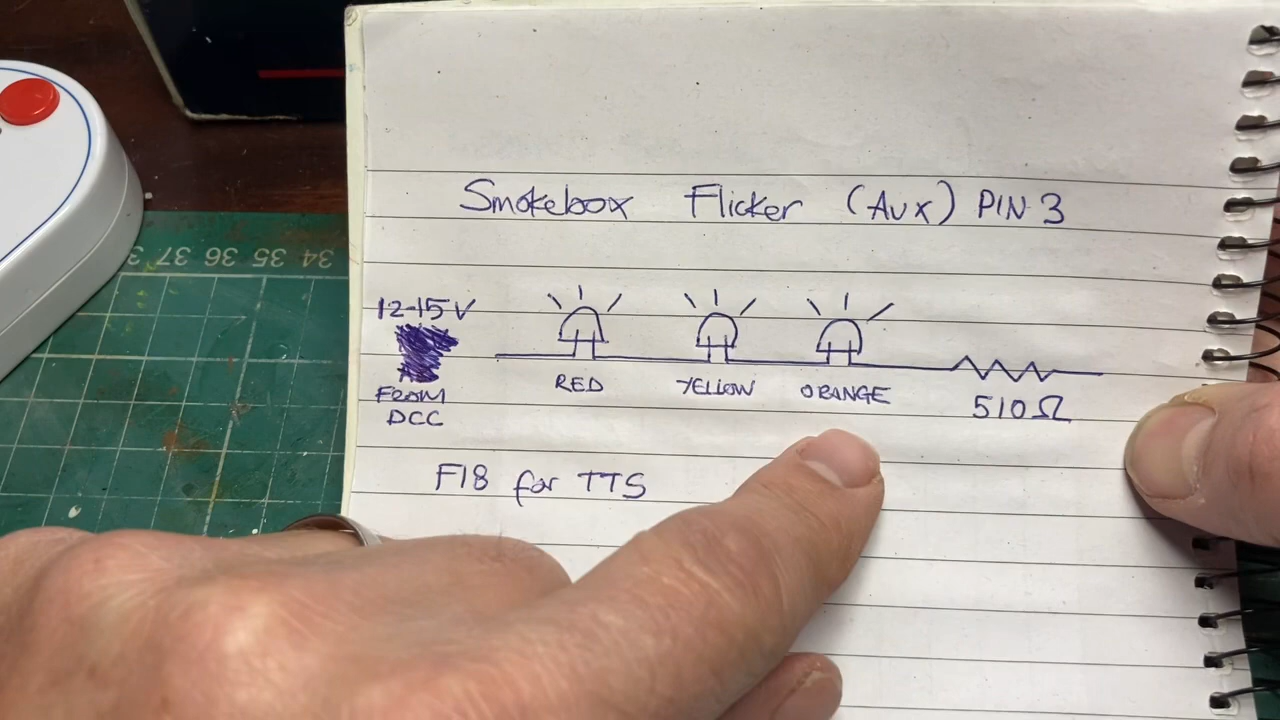 Smokebox Flicker (AUX) PIN 3
12-15V
FROM
DCC
RED
YELLOW
ORANGE
510Ω
F18 for TTS
37 36 35 34